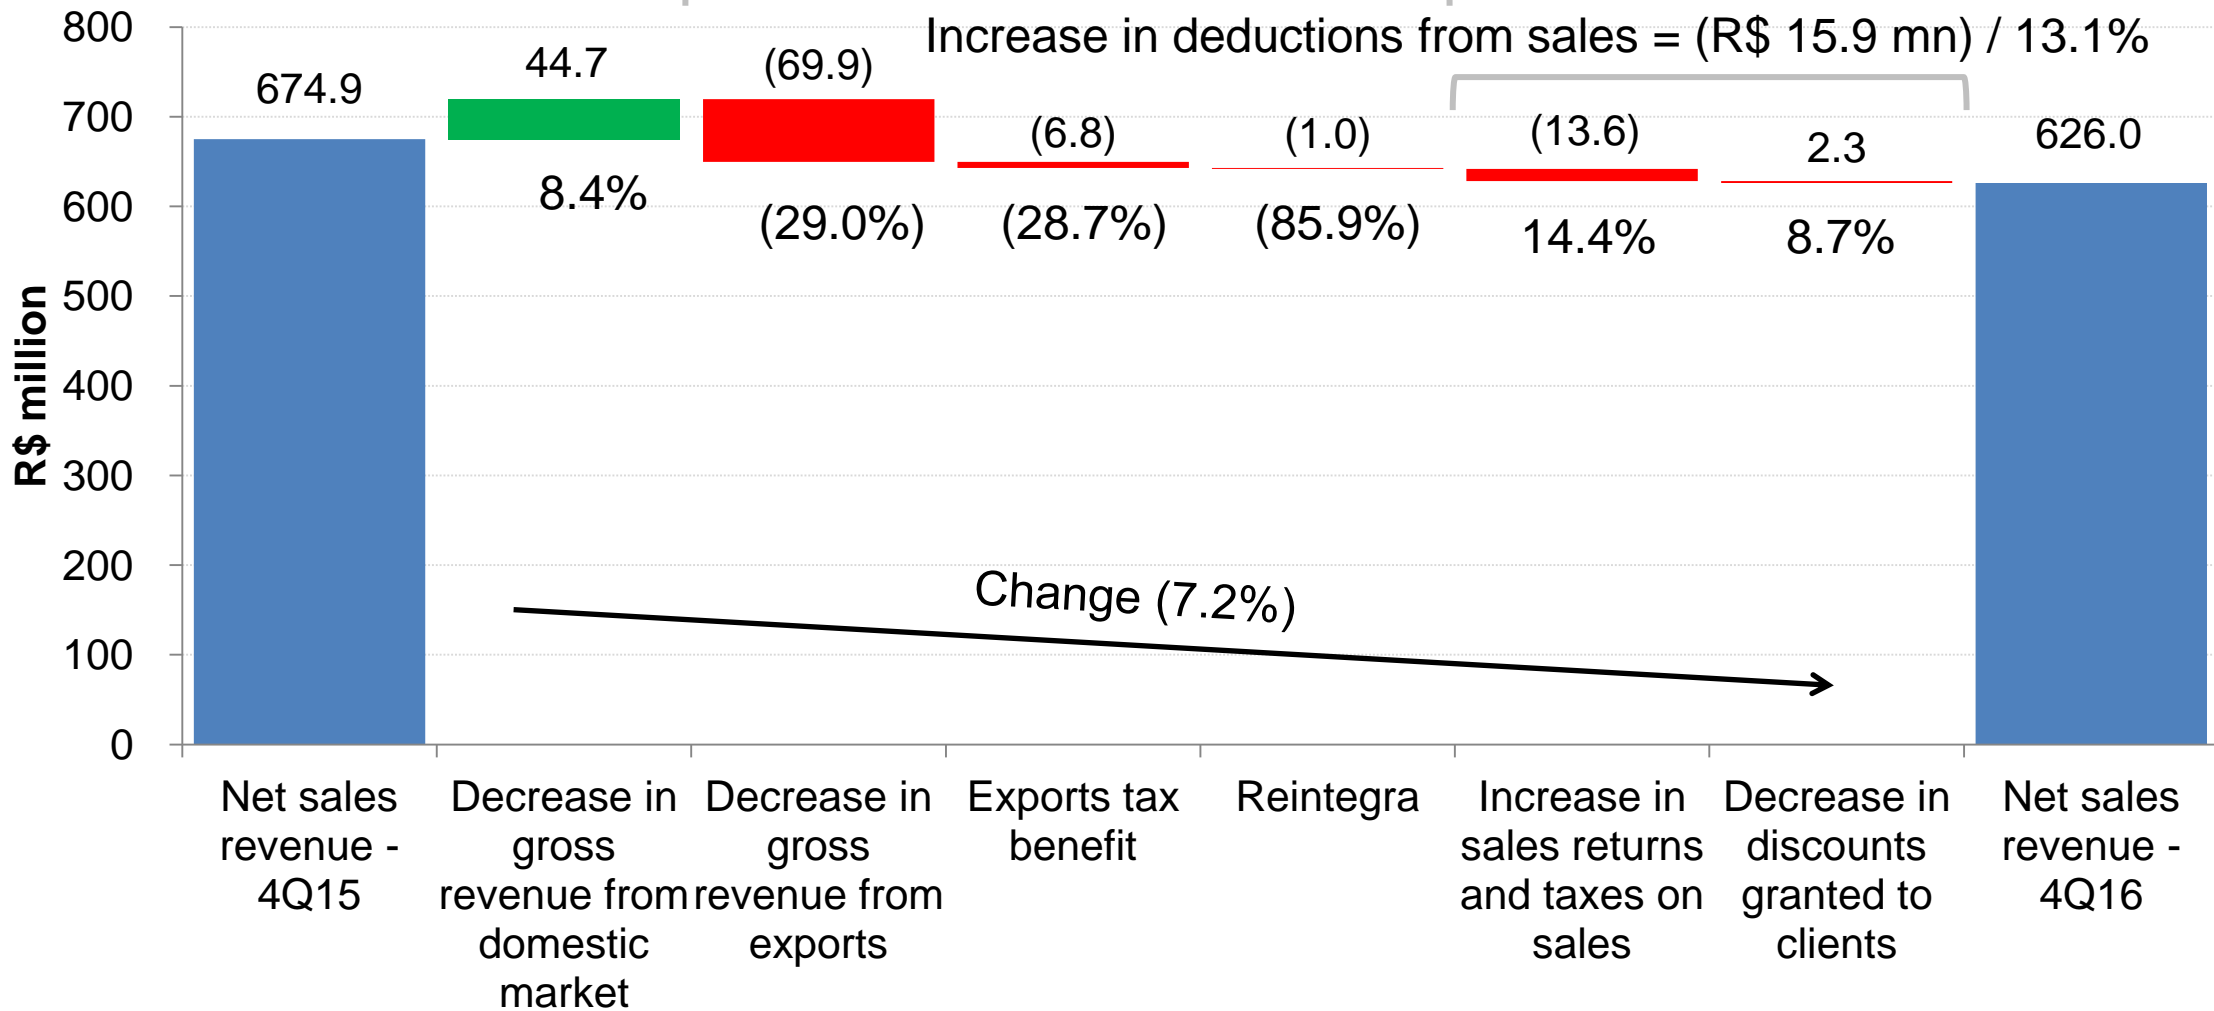 Increase in deductions from sales = (R$ 15.9 mn) / 13.1%
800
700
600
500
400
300
200
100
0
R$ million
674.9
44.7
(69.9)
(6.8)
(1.0)
(13.6)
2.3
626.0
8.4%
(29.0%)
(28.7%)
(85.9%)
14.4%
8.7%
Change (7.2%)
Net sales
revenue -
4Q15
Decrease in
gross
revenue from
domestic
market
Decrease in
gross
revenue from
exports
Exports tax
benefit
Reintegra
Increase in
sales returns
and taxes on
sales
Decrease in
discounts
granted to
clients
Net sales
revenue -
4Q16